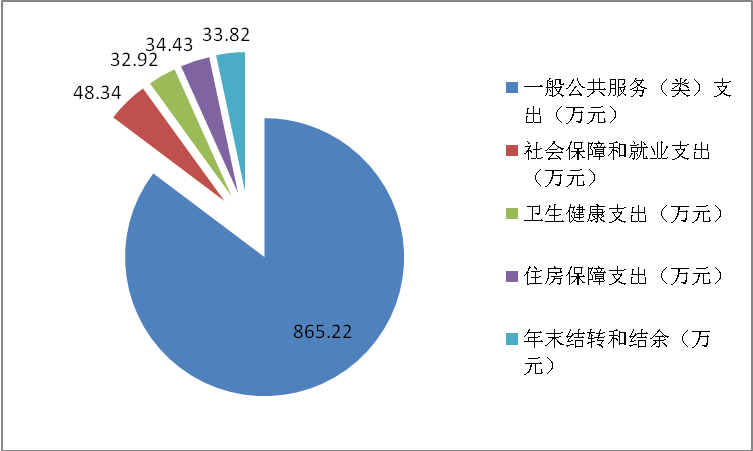 33.82
34.43
32.92
48.34
865.22
一般公共服务（类）支
出（万元）
社会保障和就业支出
（万元）
卫生健康支出（万元）
住房保障支出（万元）
年末结转和结余（万
元）